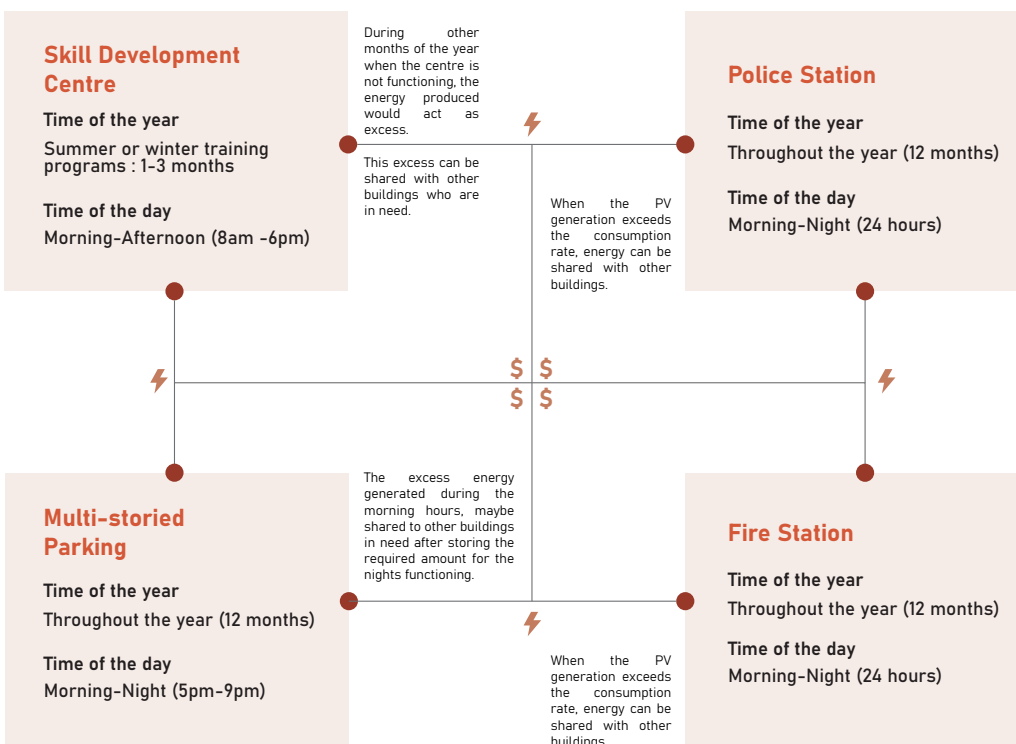 Skill Development
Centre
Time of the year
Summer or winter training
programs : 1-3 months
Time of the day
Morning-Afternoon (8am -6pm)
During other
months of the year
when the centre is
not functioning, the
energy produced
would act as
excess.
This excess can be
shared with other
buildings who are
in need.
Police Station
Time of the year
Throughout the year (12 months)
Time of the day
Morning-Night (24 hours)
When the PV
generation exceeds
the consumption
rate, energy can be
shared with other
buildings.
$ $
$ $
Multi-storied
Parking
Time of the year
Throughout the year (12 months)
Time of the day
Morning-Night (5pm-9pm)
The excess energy
generated during the
morning hours, maybe
shared to other buildings
in need after storing the
required amount for the
nights functioning.
Fire Station
Time of the year
Throughout the year (12 months)
Time of the day
Morning-Night (24 hours)
When the PV
generation exceeds
the consumption
rate, energy can be
shared with other
buildings.